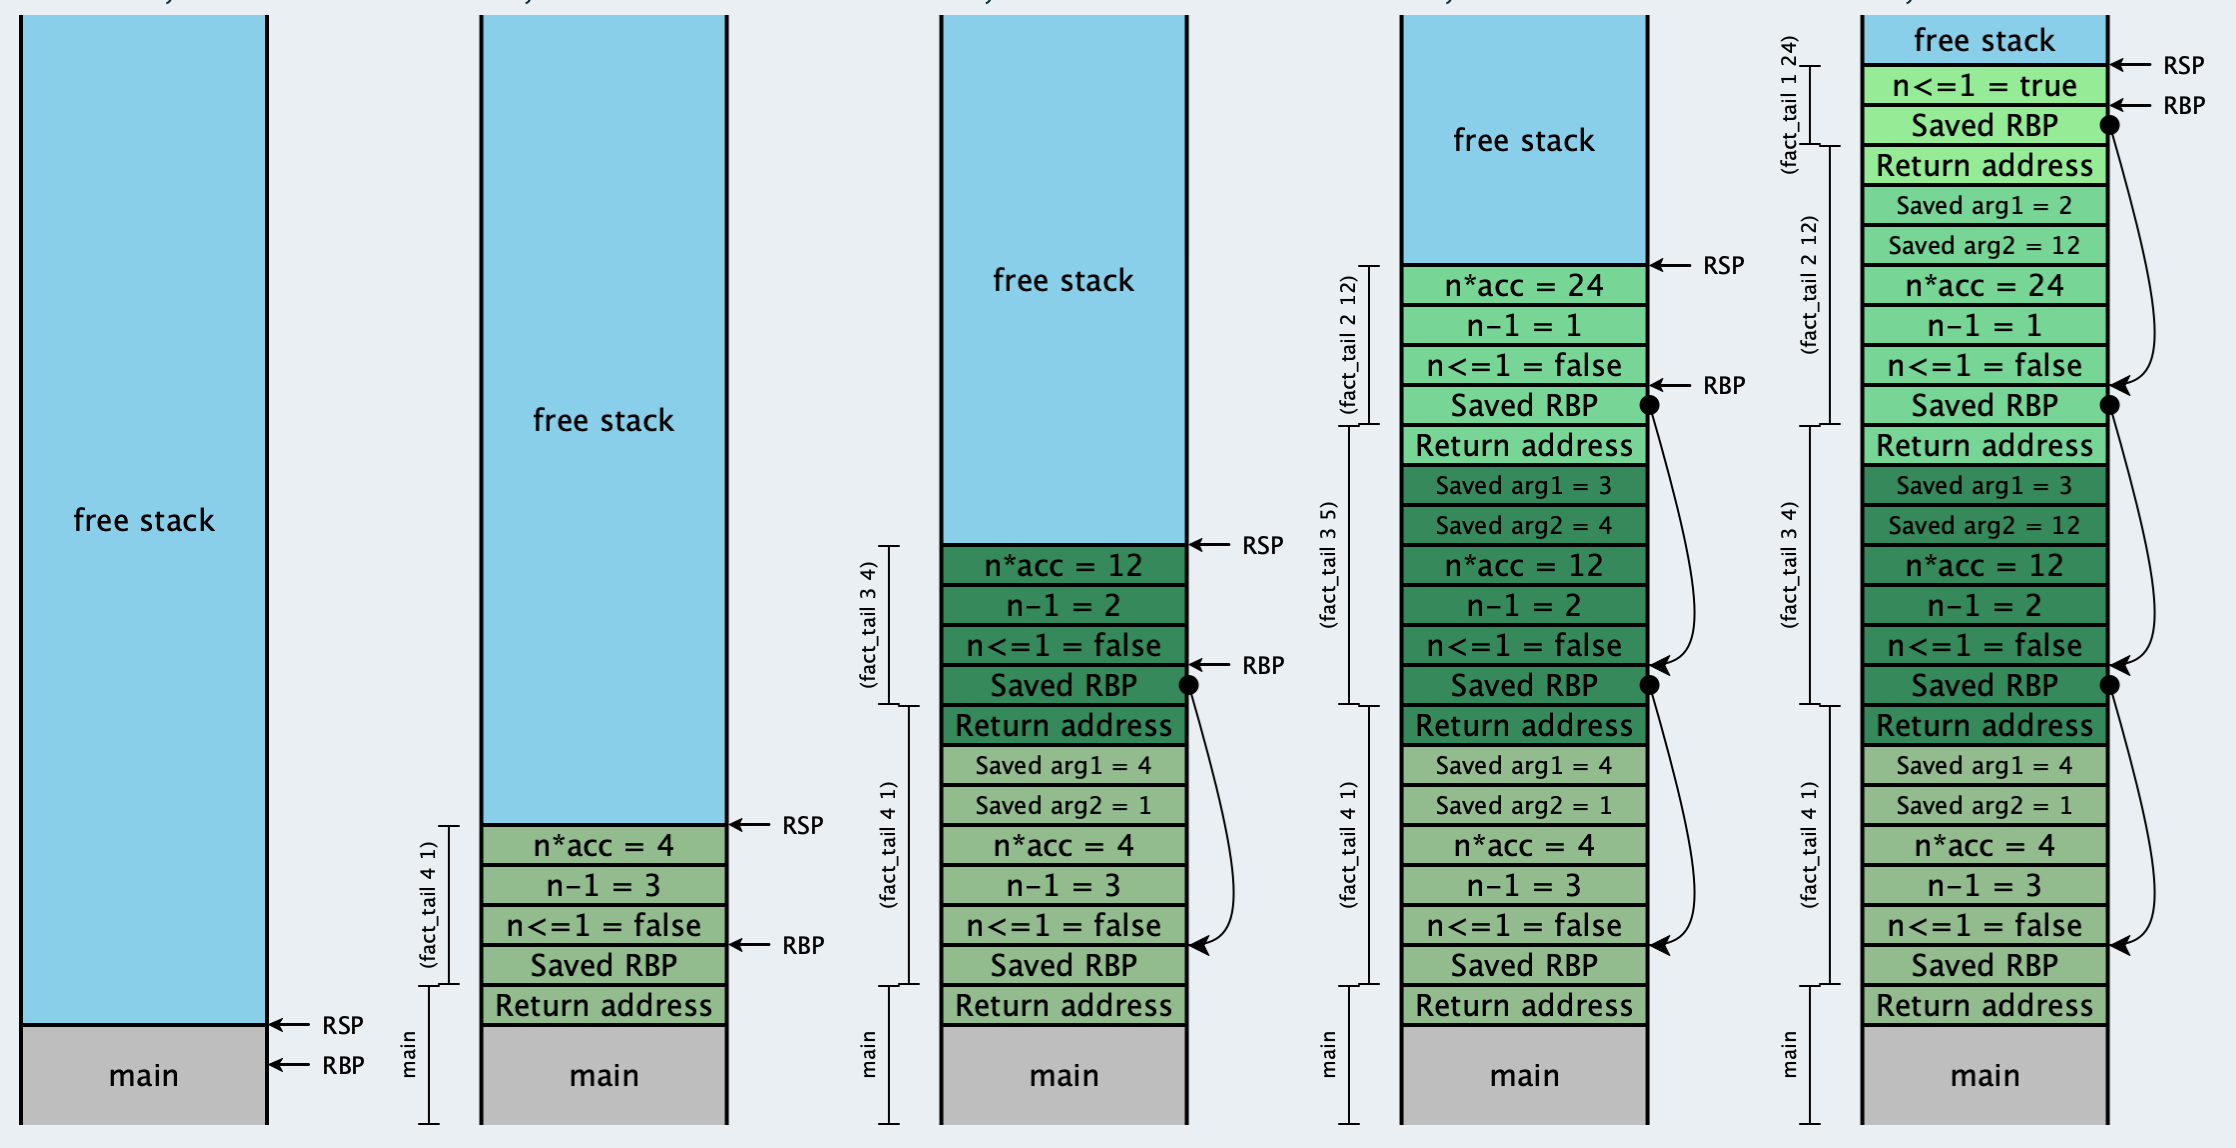 free stack
RSP
RBP
main
free stack
(fact_tail 4 1)
n*acc = 4
RSP
n-1 = 3
n<=1 = false
RBP
Saved RBP
Return address
main
main
free stack
(fact_tail 3 4)
RSP
n*acc = 12
n-1 = 2
n<=1 = false
RBP
Saved RBP
Return address
(fact_tail 4 1)
Saved arg1 = 4
Saved arg2 = 1
n*acc = 4
n-1 = 3
n<=1 = false
Saved RBP
Return address
main
main
free stack
(fact_tail 2 12)
RSP
n*acc = 24
n-1 = 1
n<=1 = false
RBP
Saved RBP
Return address
(fact_tail 3 5)
Saved arg1 = 3
Saved arg2 = 4
n*acc = 12
n-1 = 2
n<=1 = false
Saved RBP
Return address
(fact_tail 4 1)
Saved arg1 = 4
Saved arg2 = 1
n*acc = 4
n-1 = 3
n<=1 = false
Saved RBP
Return address
main
main
free stack
(fact_tail 1 24)
RSP
n<=1 = true
RBP
Saved RBP
Return address
(fact_tail 2 12)
Saved arg1 = 2
Saved arg2 = 12
n*acc = 24
n-1 = 1
n<=1 = false
Saved RBP
Return address
(fact_tail 3 4)
Saved arg1 = 3
Saved arg2 = 12
n*acc = 12
n-1 = 2
n<=1 = false
Saved RBP
Return address
(fact_tail 4 1)
Saved arg1 = 4
Saved arg2 = 1
n*acc = 4
n-1 = 3
n<=1 = false
Saved RBP
Return address
main
main